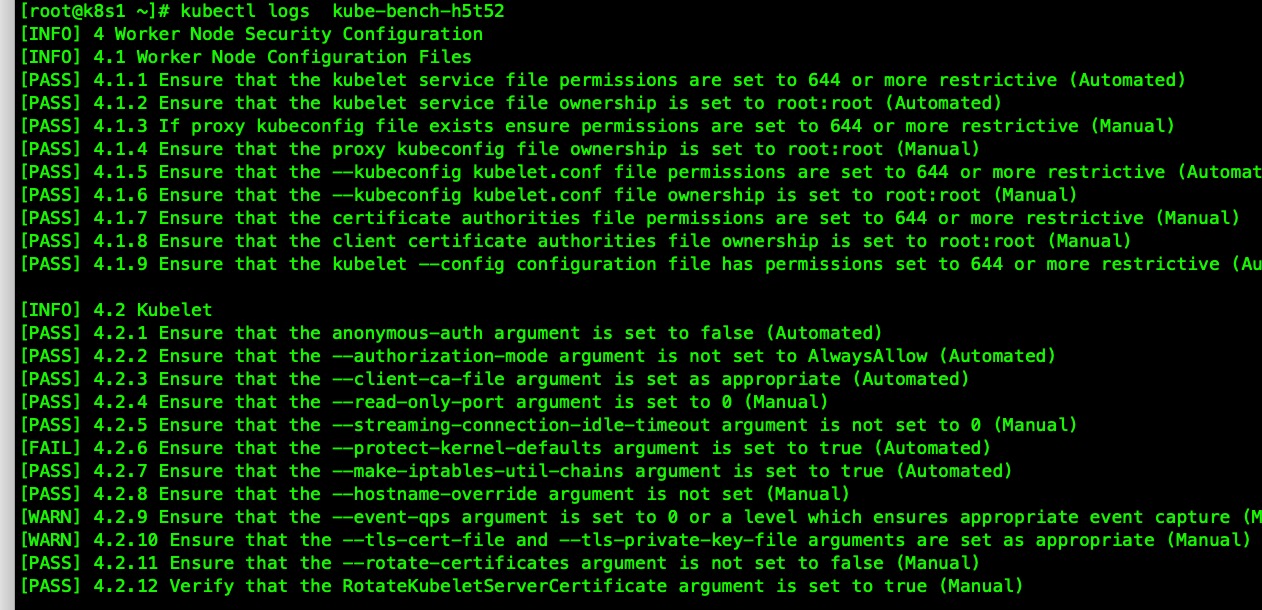 [root@k8s1 ~]# kubectl logs  kube-bench-h5t52
[INFO] 4 Worker Node Security Configuration
[INFO] 4.1 Worker Node Configuration Files
[PASS] 4.1.1 Ensure that the kubelet service file permissions are set to 644 or more restrictive (Automated)
[PASS] 4.1.2 Ensure that the kubelet service file ownership is set to root:root (Automated)
[PASS] 4.1.3 If proxy kubeconfig file exists ensure permissions are set to 644 or more restrictive (Manual)
[PASS] 4.1.4 Ensure that the proxy kubeconfig file ownership is set to root:root (Manual)
[PASS] 4.1.5 Ensure that the --kubeconfig kubelet.conf file permissions are set to 644 or more restrictive (Automat
[PASS] 4.1.6 Ensure that the --kubeconfig kubelet.conf file ownership is set to root:root (Manual)
[PASS] 4.1.7 Ensure that the certificate authorities file permissions are set to 644 or more restrictive (Manual)
[PASS] 4.1.8 Ensure that the client certificate authorities file ownership is set to root:root (Manual)
[PASS] 4.1.9 Ensure that the kubelet --config configuration file has permissions set to 644 or more restrictive (Au
[INFO] 4.2 Kubelet
[PASS] 4.2.1 Ensure that the anonymous-auth argument is set to false (Automated)
[PASS] 4.2.2 Ensure that the --authorization-mode argument is not set to AlwaysAllow (Automated)
[PASS] 4.2.3 Ensure that the --client-ca-file argument is set as appropriate (Automated)
[PASS] 4.2.4 Ensure that the --read-only-port argument is set to 0 (Manual)
[PASS] 4.2.5 Ensure that the --streaming-connection-idle-timeout argument is not set to 0 (Manual)
[FAIL] 4.2.6 Ensure that the --protect-kernel-defaults argument is set to true (Automated)
[PASS] 4.2.7 Ensure that the --make-iptables-util-chains argument is set to true (Automated)
[PASS] 4.2.8 Ensure that the --hostname-override argument is not set (Manual)
[WARN] 4.2.9 Ensure that the --event-qps argument is set to 0 or a level which ensures appropriate event capture (M
[WARN] 4.2.10 Ensure that the --tls-cert-file and --tls-private-key-file arguments are set as appropriate (Manual)
[PASS] 4.2.11 Ensure that the --rotate-certificates argument is not set to false (Manual)
[PASS] 4.2.12 Verify that the RotateKubeletServerCertificate argument is set to true (Manual)